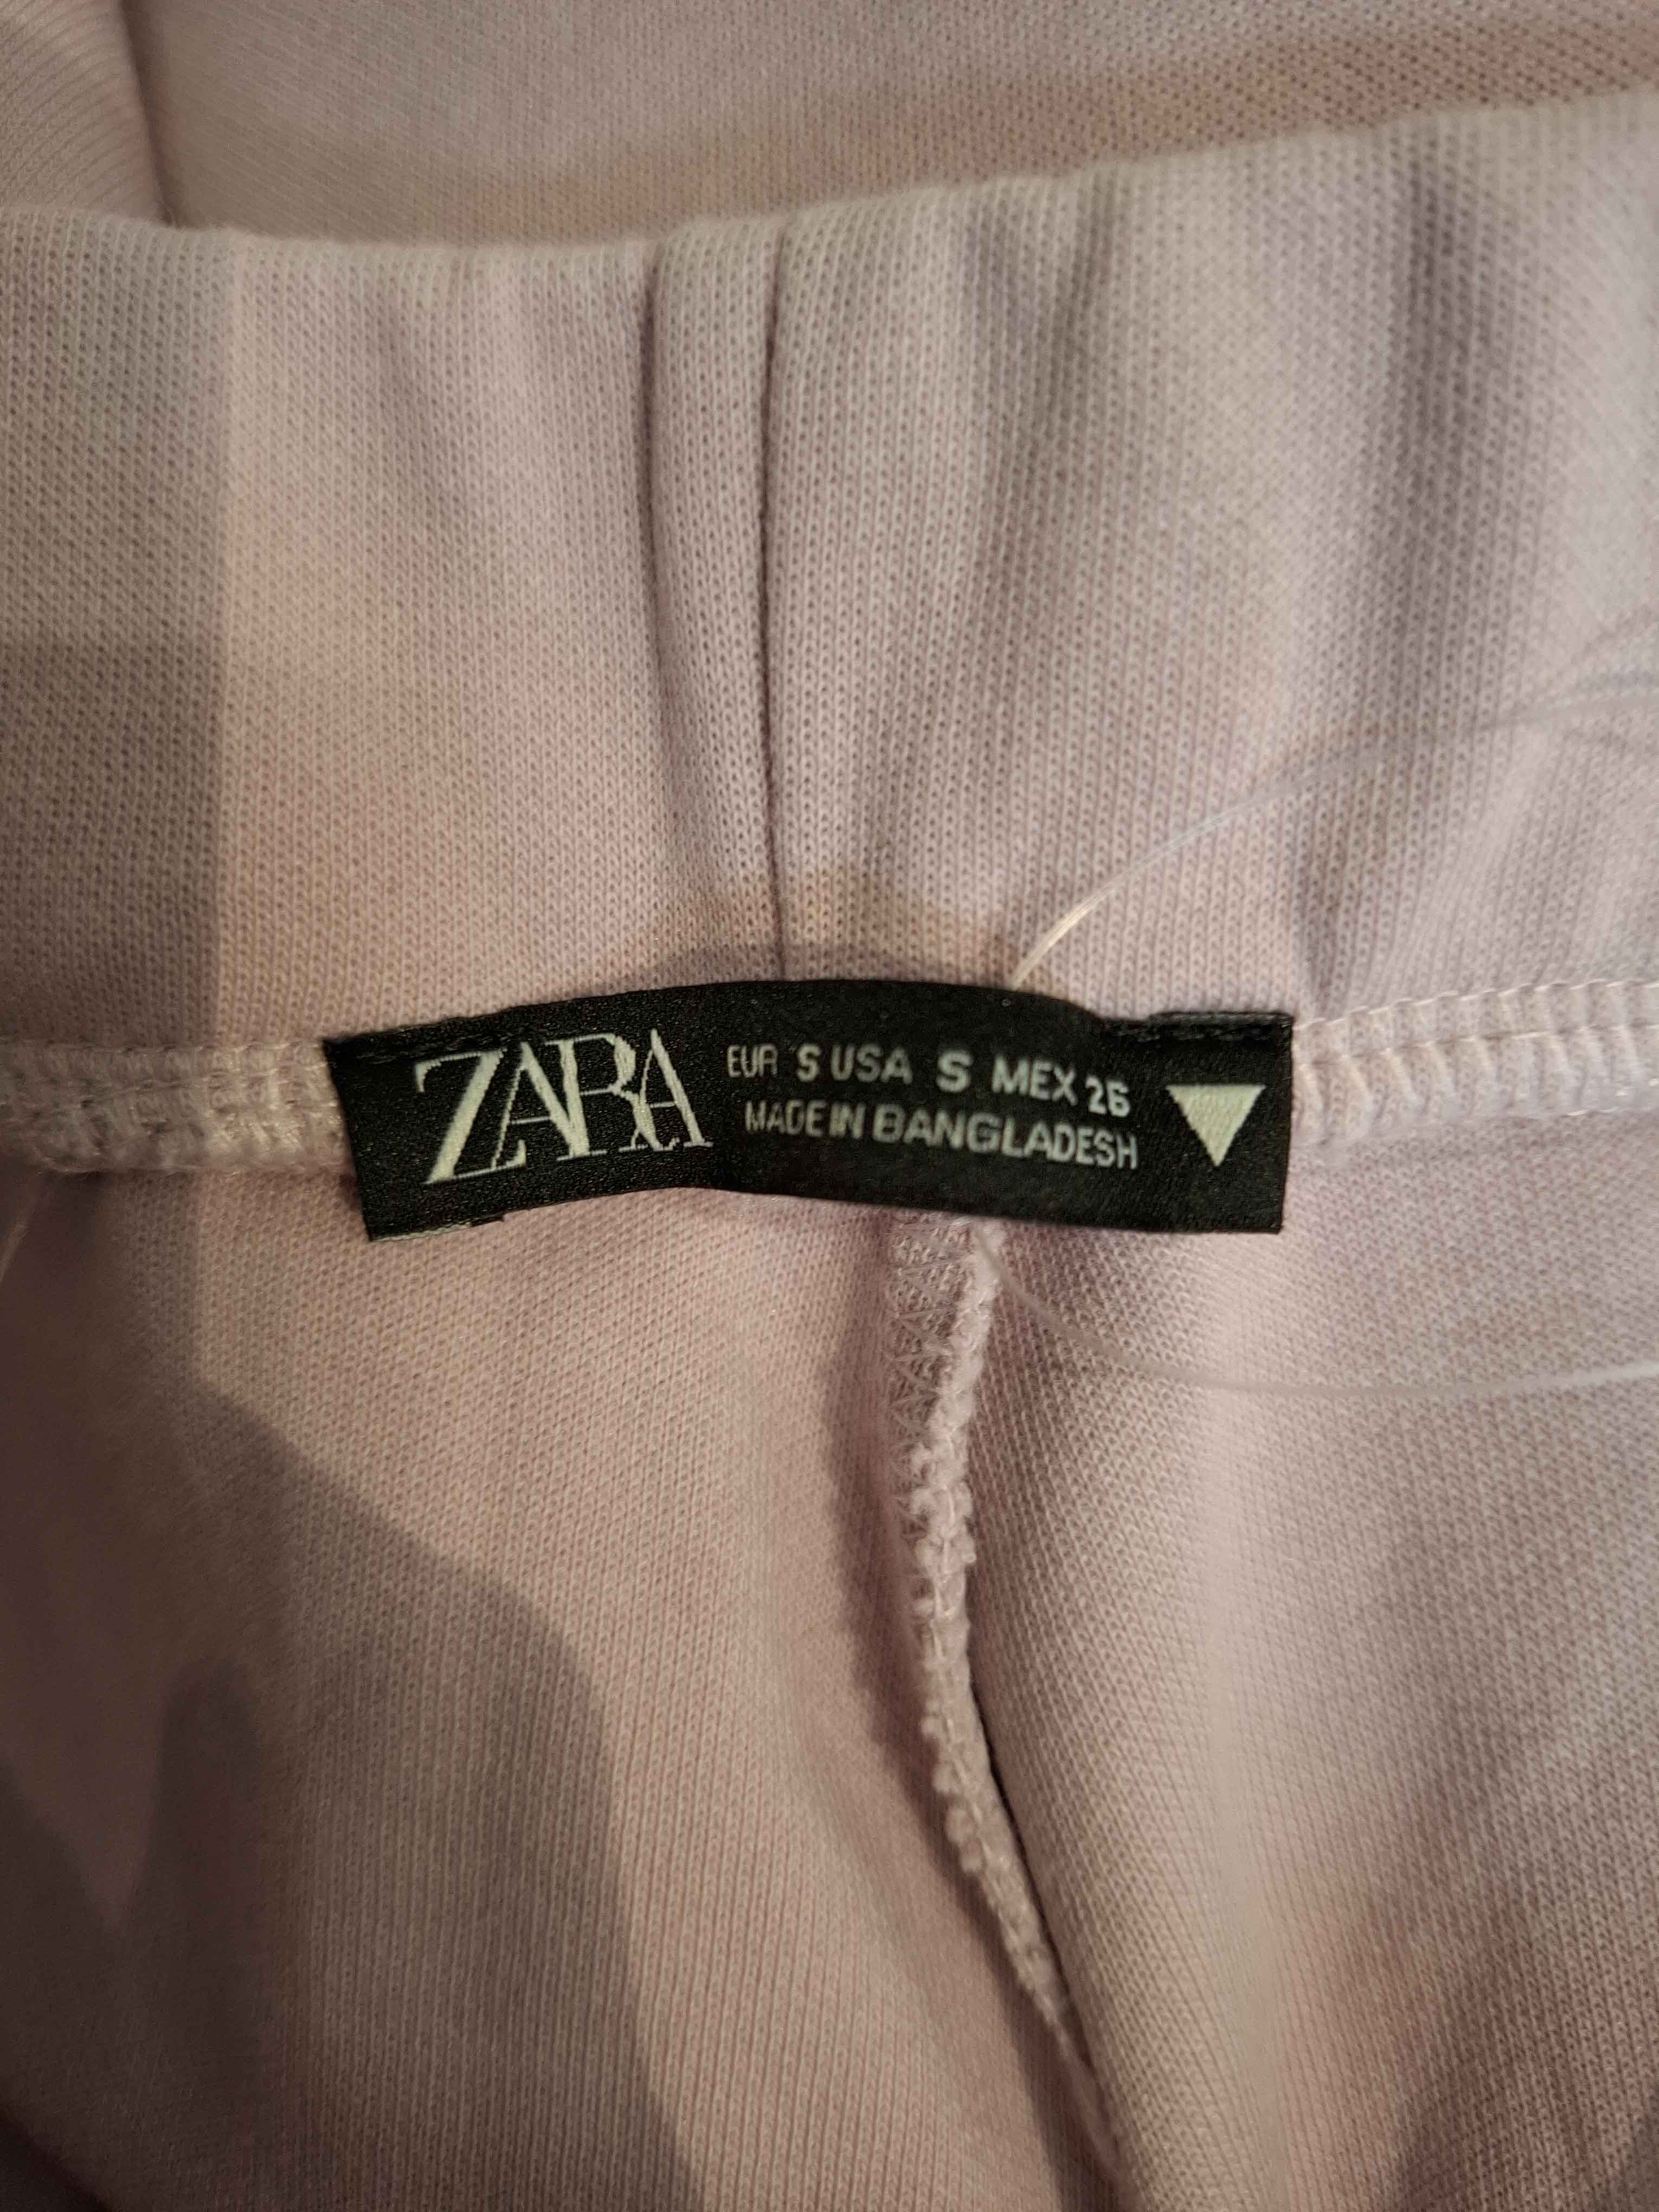 ZARA
EUR S USA S MEX 26
MADE IN BANGLADESH